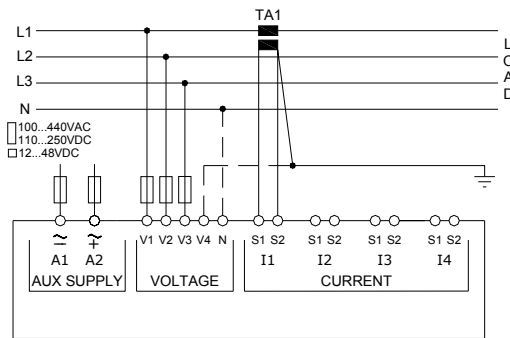 TA1
L1
L2
L3
N
LOAD
100...440VAC
110...250VDC
12...48VDC
V1 V2 V3 V4 N S1 S2 S1 S2 S1 S2 S1 S2
A1 A2 I1 I2 I3 I4
AUX SUPPLY VOLTAGE CURRENT